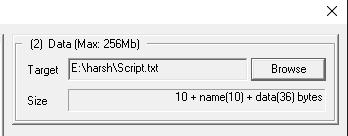 (2) Data (Max: 256Mb)
Target E:\harsh\Script.txt Browse
Size 10 + name(10) + data(36) bytes